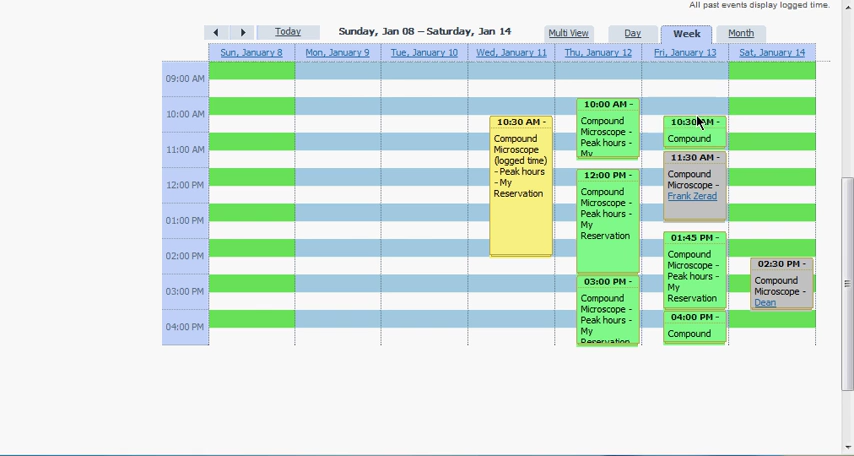 All past events display logged time.
Today
Sunday, Jan 08 – Saturday, Jan 14
Multi View
Day
Week
Month
Sun, January 8
Mon, January 9
Tue, January 10
Wed, January 11
Thu, January 12
Fri, January 13
Sat, January 14
09:00 AM
10:00 AM
11:00 AM
12:00 PM
01:00 PM
02:00 PM
03:00 PM
04:00 PM
10:30 AM -
Compound
Microscope
(logged time)
- Peak hours
- My
Reservation
10:00 AM -
Compound
Microscope -
Peak hours -
My
12:00 PM -
Compound
Microscope -
Peak hours -
My
Reservation
03:00 PM -
Compound
Microscope -
Peak hours -
My
Reservation
10:30 AM -
Compound
11:30 AM -
Compound
Microscope -
Frank Zerad
01:45 PM -
Compound
Microscope -
Peak hours -
My
Reservation
04:00 PM -
Compound
02:30 PM -
Compound
Microscope -
Dean